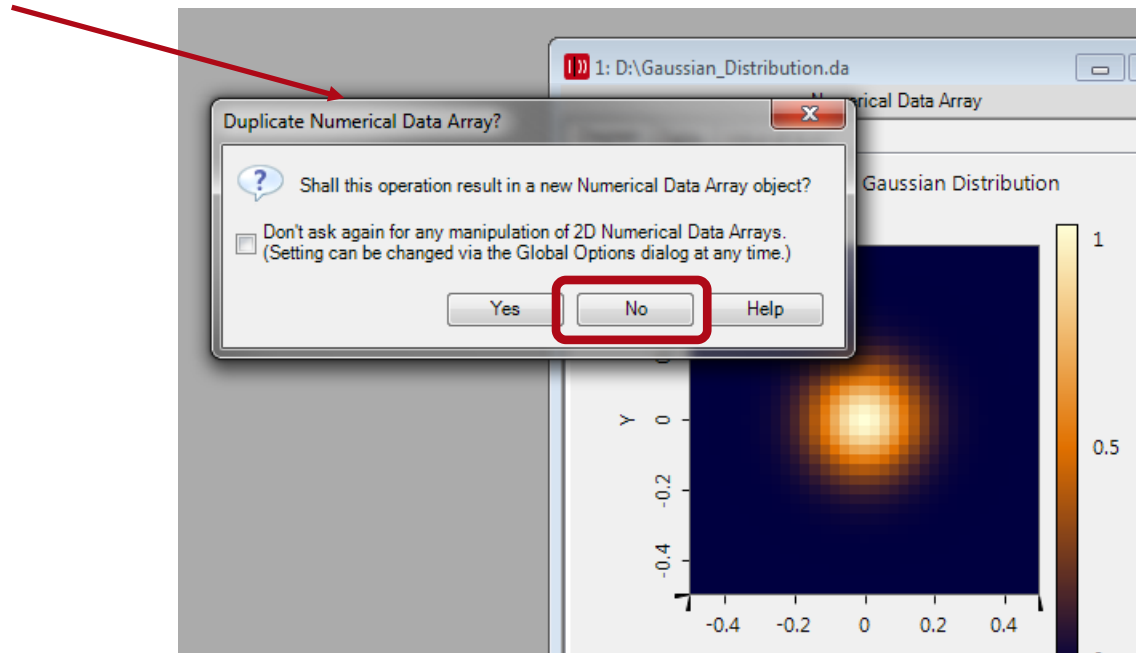 1: D:\Gaussian_Distribution.da
Numerical Data Array
Duplicate Numerical Data Array?
Shall this operation result in a new Numerical Data Array object?
Don't ask again for any manipulation of 2D Numerical Data Arrays.
(Setting can be changed via the Global Options dialog at any time.)
Yes No Help
Gaussian Distribution
1
0.5
Y
0
-0.2
-0.4
-0.4 -0.2 0 0.2 0.4